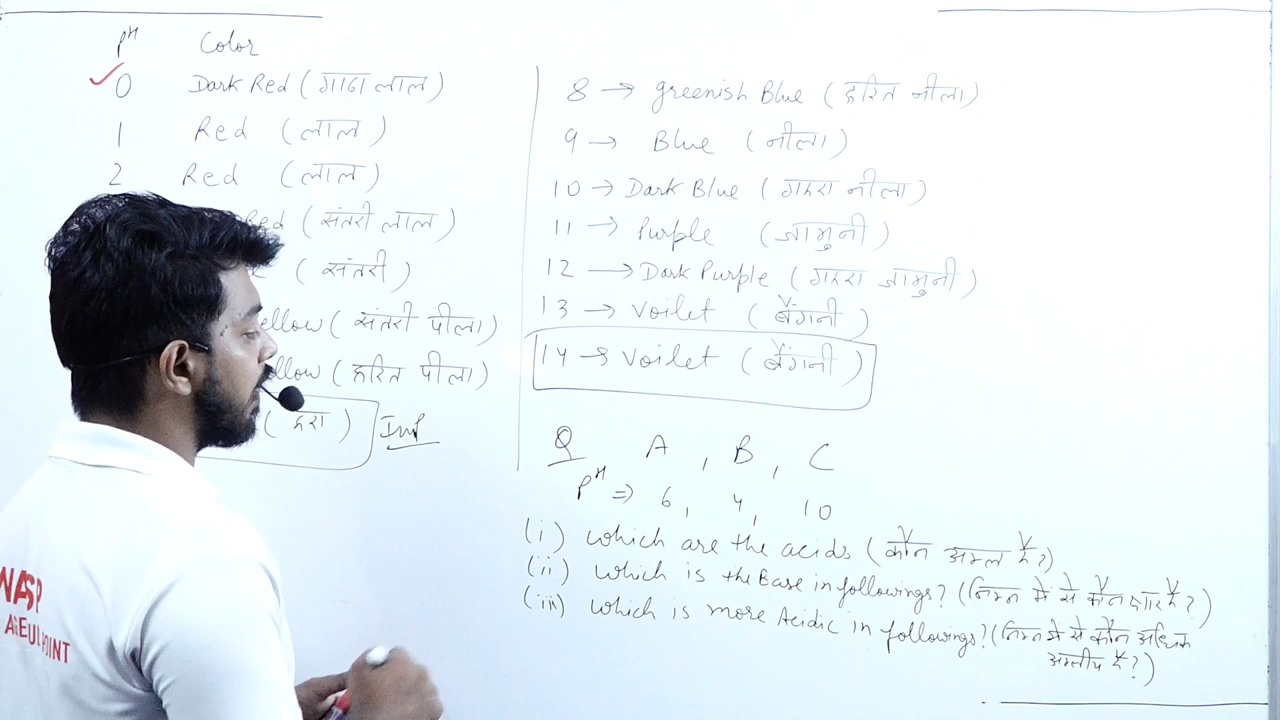 pH Color
0 Dark Red (गाढा लाल)
1 Red (लाल)
2 Red (लाल)
Red (संतरी लाल)
(संतरी)
ellow (संतरी पीला)
llow (हरित पीला)
(हरा) Imp
8 → greenish Blue (हरित नीला)
9 → Blue (नीला)
10 → Dark Blue (गहरा नीला)
11 → Purple (जामुनी)
12 → Dark Purple (गहरा जामुनी)
13 → Voilet (बैंगनी)
14 → Voilet (बैंगनी)
Q A, B, C
pH ⇒ 6, 4, 10
(i) which are the acids (कौन अम्ल है?)
(ii) which is the Base in followings? (निम्न मे से कौन क्षार है?)
(iii) which is more Acidic in followings? (निम्न मे से कौन अधिक
अम्लीय है?)
WASP
POINT